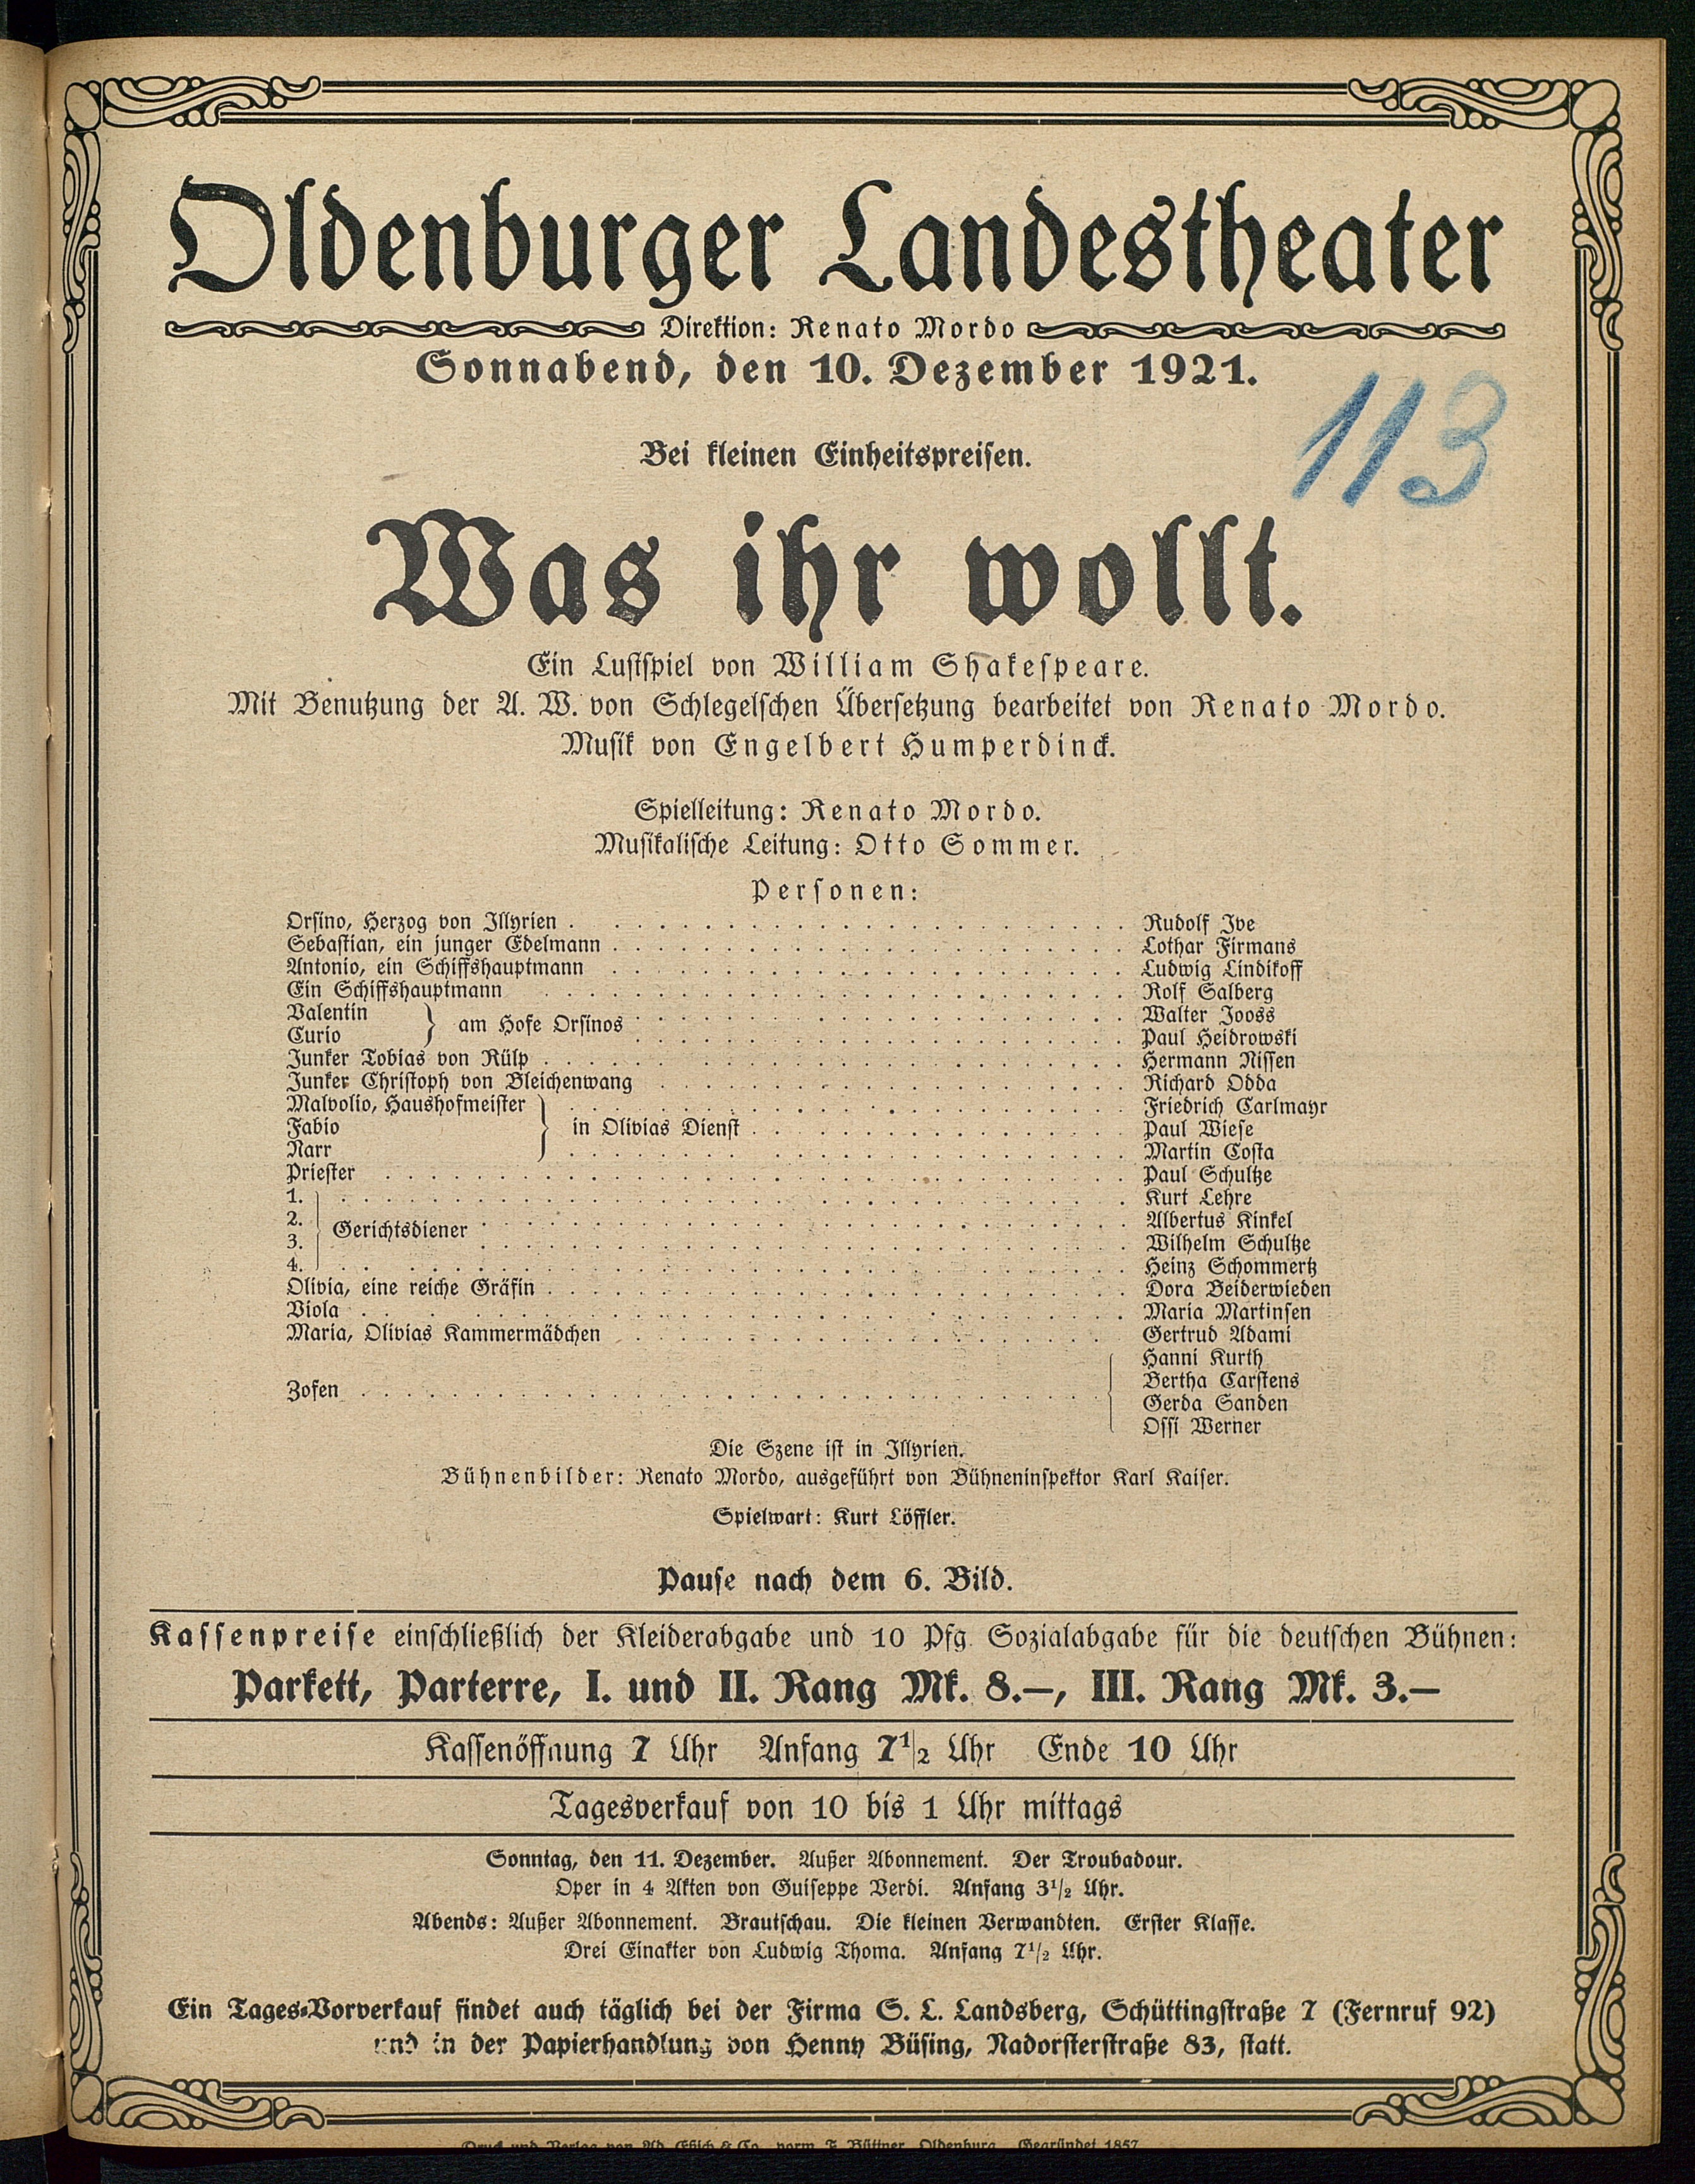 Oldenburger Landestheater
Direktion: Renato Mordo
Sonnabend, den 10. Dezember 1921.
113
Bei kleinen Einheitspreisen.
Was ihr wollt.
Ein Lustspiel von William Shakespeare.
Mit Benutzung der A. W. von Schlegelschen Übersetzung bearbeitet von Renato Mordo.
Musik von Engelbert Humperdinck.
Spielleitung: Renato Mordo.
Musikalische Leitung: Otto Sommer.
Personen:
Orsino, Herzog von Illyrien . . . . . Rudolf Ive
Sebastian, ein junger Edelmann . . . . . Lothar Firmans
Antonio, ein Schiffshauptmann . . . . . Ludwig Lindikoff
Ein Schiffshauptmann . . . . . Rolf Salberg
Valentin } am Hofe Orsinos . . . . . Walter Jooss
Curio . . . . . Paul Heidrowski
Junker Tobias von Rülp . . . . . Hermann Nissen
Junker Christoph von Bleichenwang . . . . . Richard Odda
Malvolio, Haushofmeister } . . . . . Friedrich Carlmayr
Fabio } in Olivias Dienst . . . . . Paul Wiese
Narr } . . . . . Martin Costa
Priester . . . . . Paul Schultze
1. . . . . . Kurt Lehre
2. } Gerichtsdiener . . . . . Albertus Kinkel
3. . . . . . Wilhelm Schultze
4. . . . . . Heinz Schommertz
Olivia, eine reiche Gräfin . . . . . Dora Beiderwieden
Viola . . . . . Maria Martinsen
Maria, Olivias Kammermädchen . . . . . Gertrud Adami
Hanni Kurth
Zofen . . . . . { Bertha Carstens
Gerda Sanden
Ossi Werner
Die Szene ist in Illyrien.
Bühnenbilder: Renato Mordo, ausgeführt von Bühneninspektor Karl Kaiser.
Spielwart: Kurt Löffler.
Pause nach dem 6. Bild.
Kassenpreise einschließlich der Kleiderabgabe und 10 Pfg. Sozialabgabe für die deutschen Bühnen:
Parkett, Parterre, I. und II. Rang Mk. 8.—, III. Rang Mk. 3.—
Kassenöffnung 7 Uhr Anfang 7 1/2 Uhr Ende 10 Uhr
Tagesverkauf von 10 bis 1 Uhr mittags
Sonntag, den 11. Dezember. Außer Abonnement. Der Troubadour.
Oper in 4 Akten von Guiseppe Verdi. Anfang 3 1/2 Uhr.
Abends: Außer Abonnement. Brautschau. Die kleinen Verwandten. Erster Klasse.
Drei Einakter von Ludwig Thoma. Anfang 7 1/2 Uhr.
Ein Tages-Vorverkauf findet auch täglich bei der Firma S. L. Landsberg, Schüttingstraße 7 (Fernruf 92)
und in der Papierhandlung von Henny Büsing, Nadorsterstraße 83, statt.
Druck und Verlag von Ad. Littmann